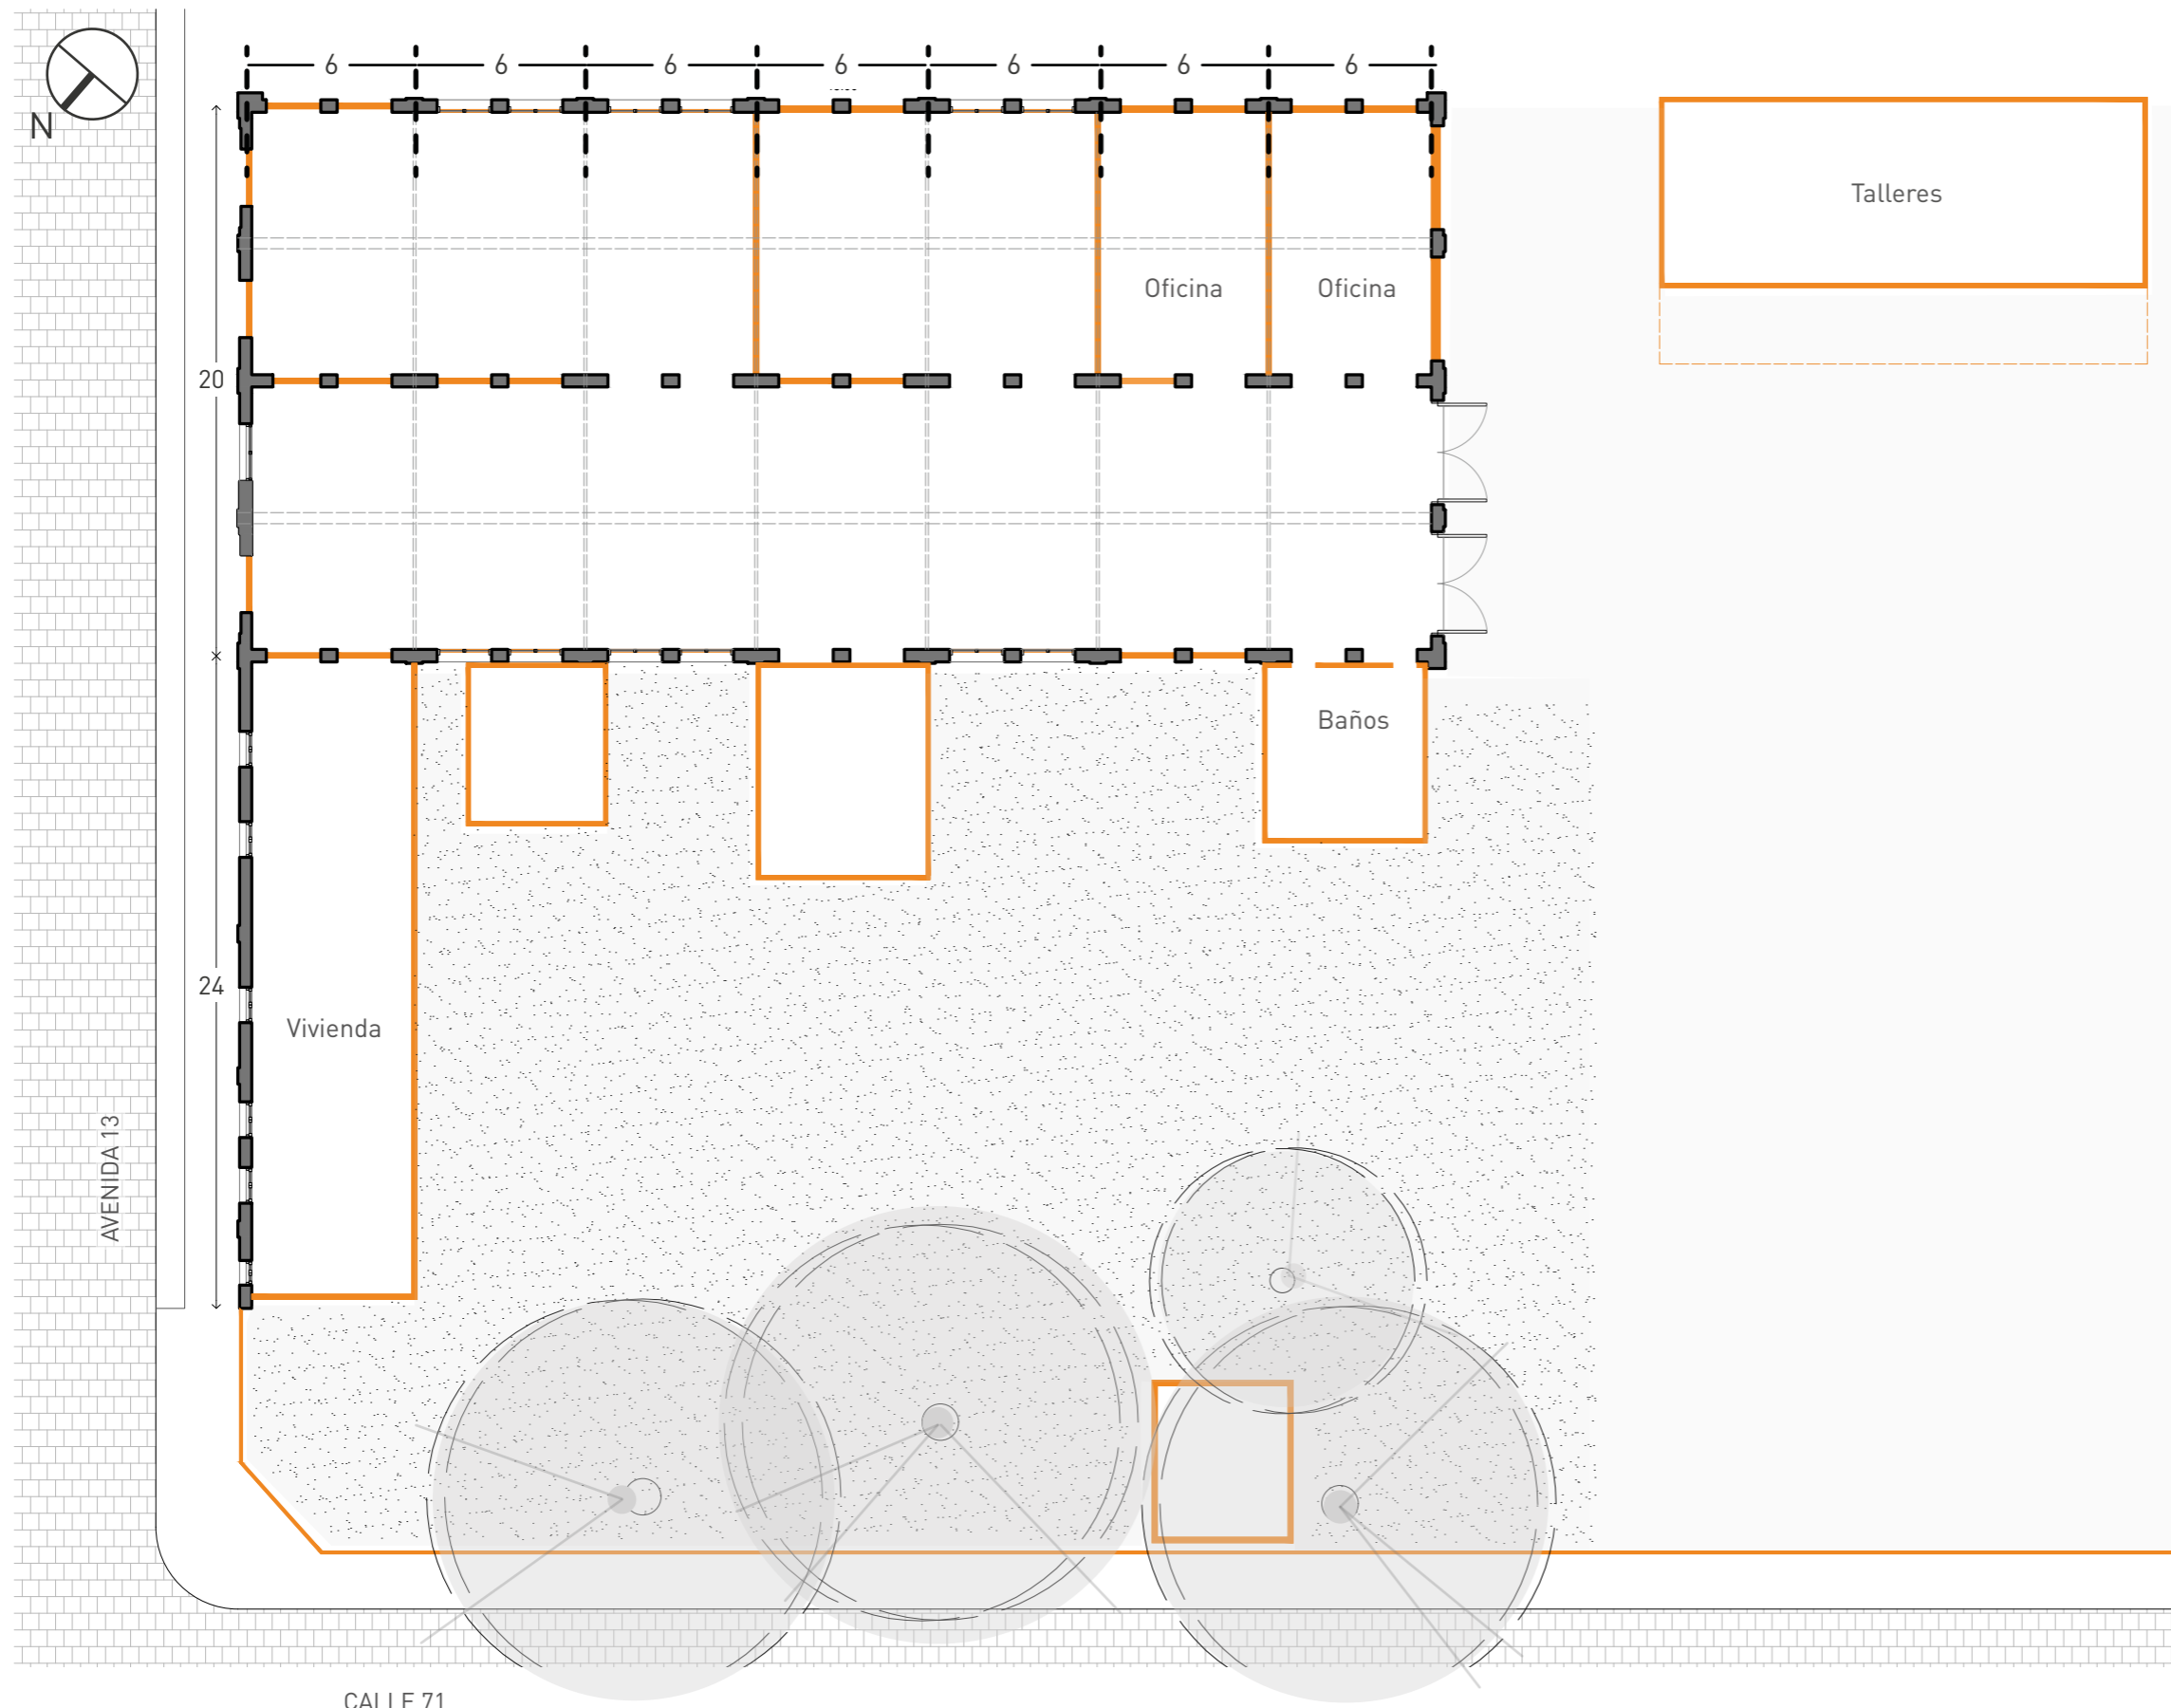 6 6 6 6 6 6 6
N
Talleres
Oficina Oficina
20
Baños
24
Vivienda
AVENIDA 13
CALLE 71